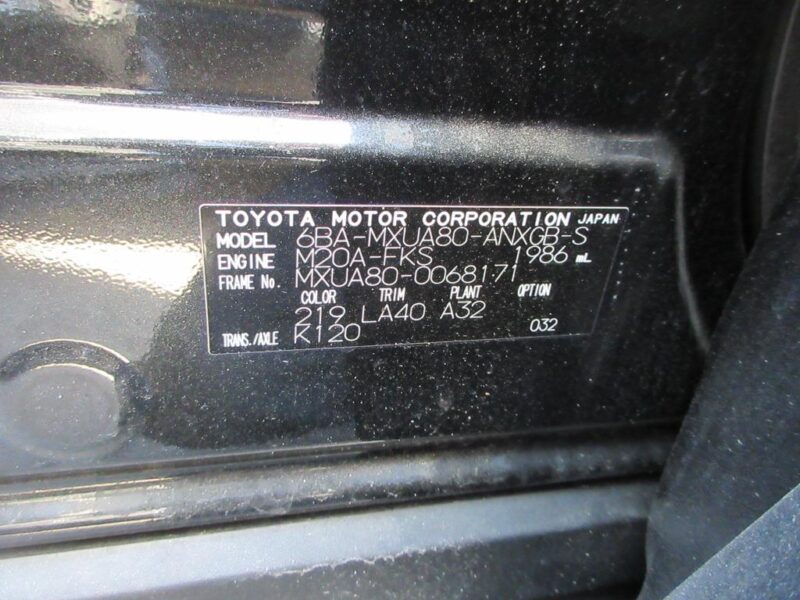 TOYOTA MOTOR CORPORATION JAPAN
MODEL 6BA-MXUA80-ANXGB-S
ENGINE M20A-FKS 1986 mL
FRAME No. MXUA80-0068171
COLOR TRIM PLANT OPTION
219 LA40 A32
TRANS./AXLE K120 032